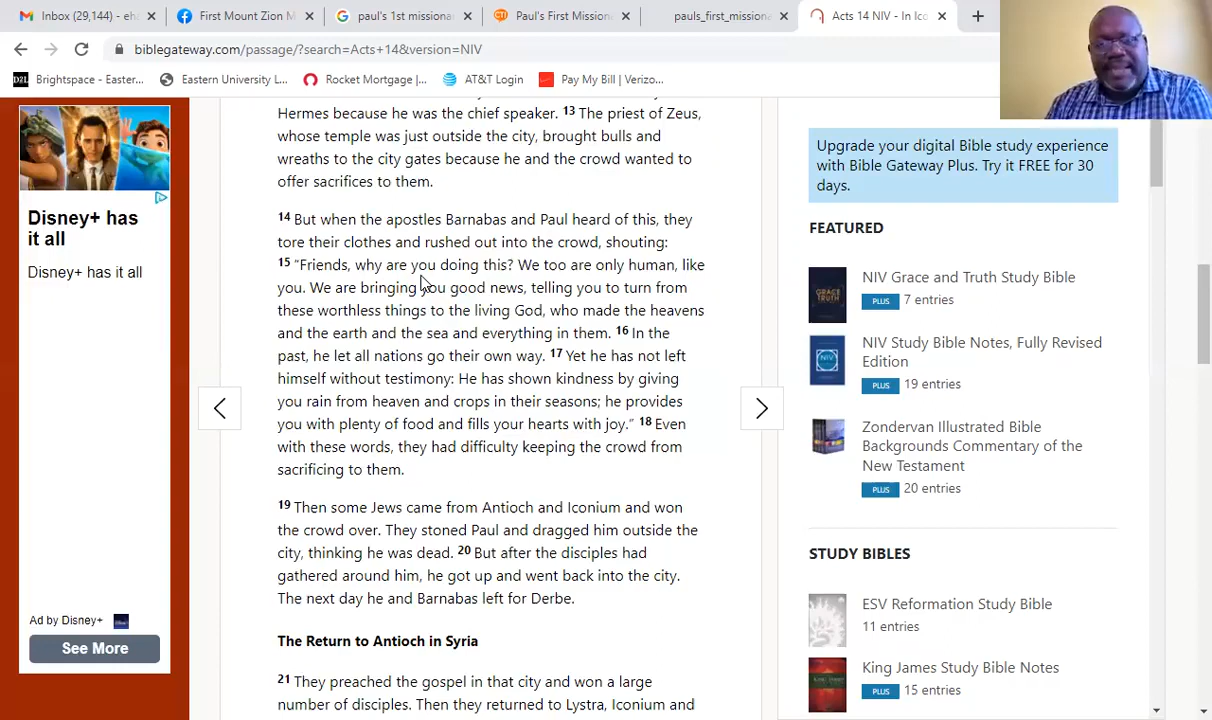 Inbox (29,144) - eh
First Mount Zion M
paul's 1st missiona
Paul's First Missio
pauls_first_missiona
Acts 14 NIV - In Ico
biblegateway.com/passage/?search=Acts+14&version=NIV
Brightspace - Easter...
Eastern University L...
Rocket Mortgage |...
AT&T Login
Pay My Bill | Verizo...
Disney+ has
it all
Disney+ has it all
Ad by Disney+
See More
Hermes because he was the chief speaker. 13 The priest of Zeus,
whose temple was just outside the city, brought bulls and
wreaths to the city gates because he and the crowd wanted to
offer sacrifices to them.
14 But when the apostles Barnabas and Paul heard of this, they
tore their clothes and rushed out into the crowd, shouting:
15 "Friends, why are you doing this? We too are only human, like
you. We are bringing you good news, telling you to turn from
these worthless things to the living God, who made the heavens
and the earth and the sea and everything in them. 16 In the
past, he let all nations go their own way. 17 Yet he has not left
himself without testimony: He has shown kindness by giving
you rain from heaven and crops in their seasons; he provides
you with plenty of food and fills your hearts with joy." 18 Even
with these words, they had difficulty keeping the crowd from
sacrificing to them.
19 Then some Jews came from Antioch and Iconium and won
the crowd over. They stoned Paul and dragged him outside the
city, thinking he was dead. 20 But after the disciples had
gathered around him, he got up and went back into the city.
The next day he and Barnabas left for Derbe.
The Return to Antioch in Syria
21 They preached the gospel in that city and won a large
number of disciples. Then they returned to Lystra, Iconium and
Upgrade your digital Bible study experience
with Bible Gateway Plus. Try it FREE for 30
days.
FEATURED
NIV Grace and Truth Study Bible
PLUS 7 entries
NIV Study Bible Notes, Fully Revised
Edition
PLUS 19 entries
Zondervan Illustrated Bible
Backgrounds Commentary of the
New Testament
PLUS 20 entries
STUDY BIBLES
ESV Reformation Study Bible
11 entries
King James Study Bible Notes
PLUS 15 entries